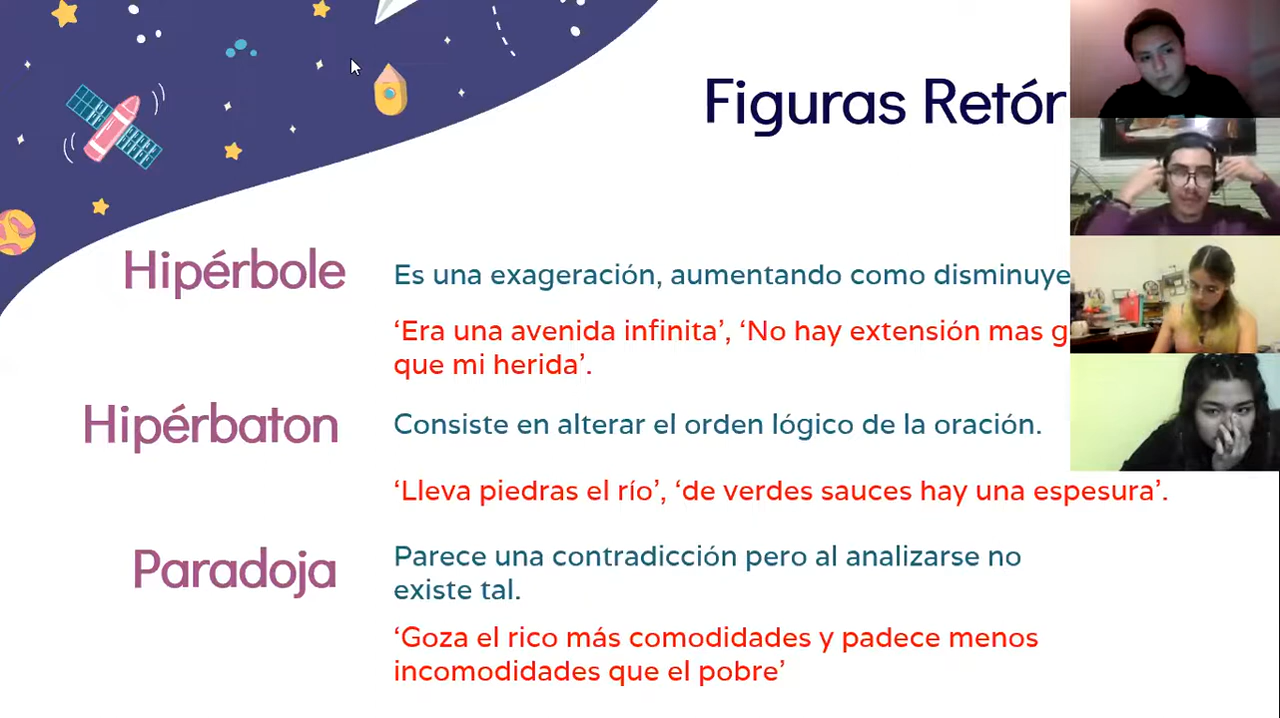 Figuras Retór
Hipérbole
Es una exageración, aumentando como disminuye
‘Era una avenida infinita’, ‘No hay extensión mas g
que mi herida’.
Hipérbaton
Consiste en alterar el orden lógico de la oración.
‘Lleva piedras el río’, ‘de verdes sauces hay una espesura’.
Paradoja
Parece una contradicción pero al analizarse no
existe tal.
‘Goza el rico más comodidades y padece menos
incomodidades que el pobre’